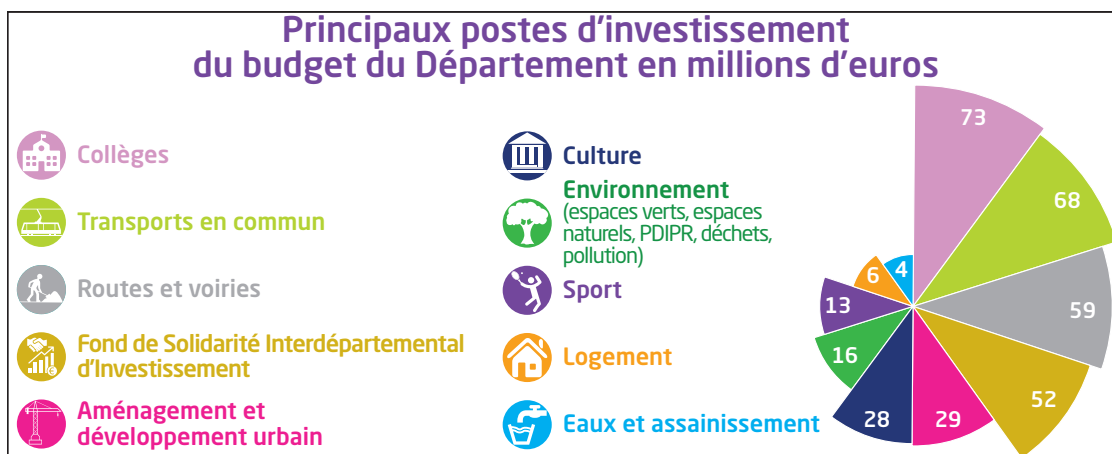 Principaux postes d'investissement
du budget du Département en millions d'euros
Collèges
Transports en commun
Routes et voiries
Fond de Solidarité Interdépartemental
d'Investissement
Aménagement et
développement urbain
Culture
Environnement
(espaces verts, espaces
naturels, PDIPR, déchets,
pollution)
Sport
Logement
Eaux et assainissement
73
68
59
52
29
28
16
13
6
4